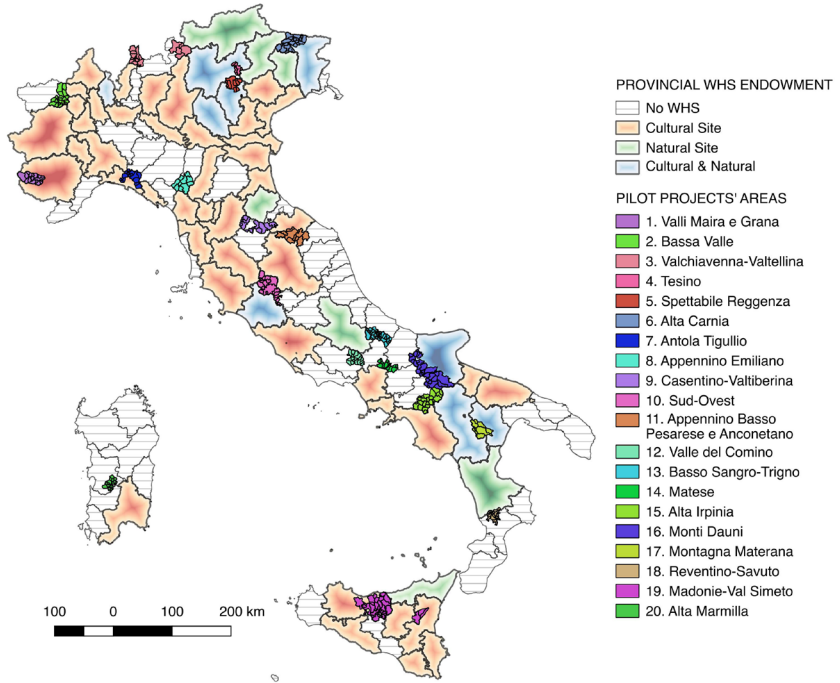 PROVINCIAL WHS ENDOWMENT
No WHS
Cultural Site
Natural Site
Cultural & Natural
PILOT PROJECTS' AREAS
1. Valli Maira e Grana
2. Bassa Valle
3. Valchiavenna-Valtellina
4. Tesino
5. Spettabile Reggenza
6. Alta Carnia
7. Antola Tigullio
8. Appennino Emiliano
9. Casentino-Valtiberina
10. Sud-Ovest
11. Appennino Basso
Pesarese e Anconetano
12. Valle del Comino
13. Basso Sangro-Trigno
14. Matese
15. Alta Irpinia
16. Monti Dauni
17. Montagna Materana
18. Reventino-Savuto
19. Madonie-Val Simeto
20. Alta Marmilla
100 0 100 200 km